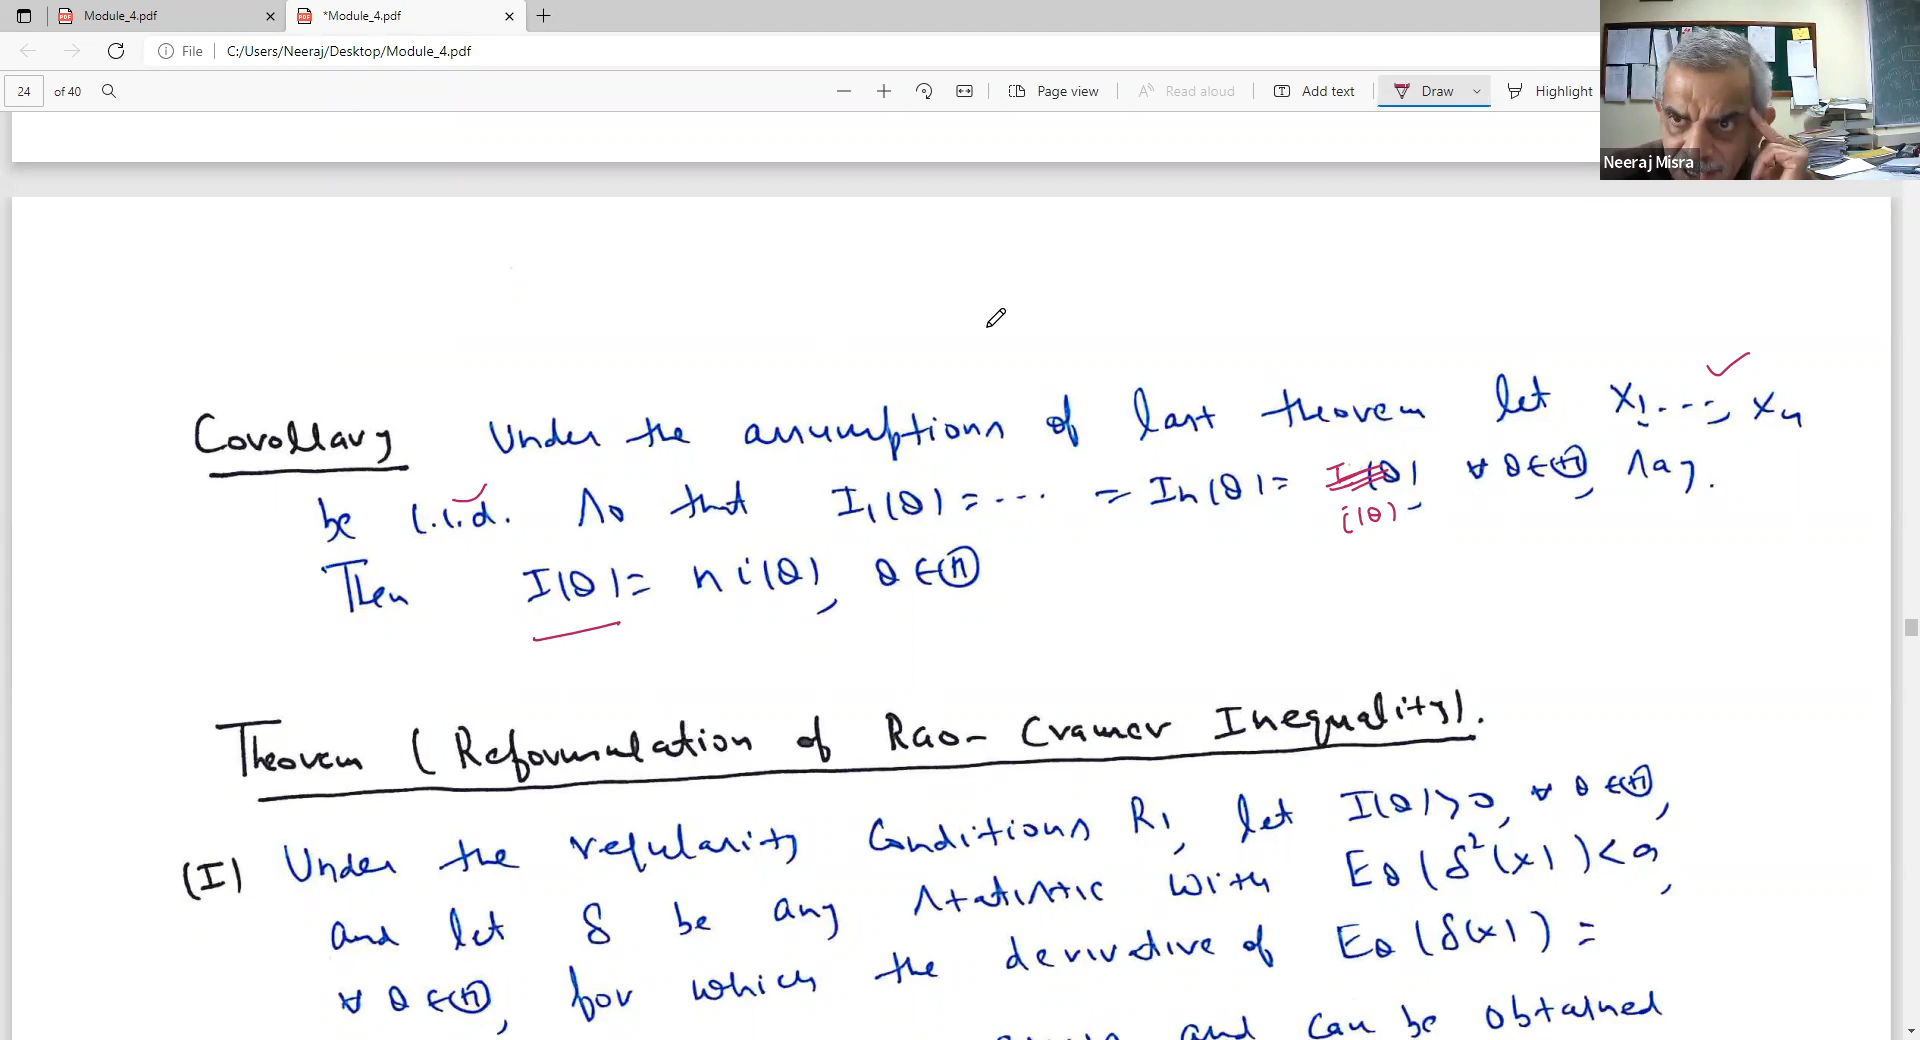 Module_4.pdf
*Module_4.pdf
File C:/Users/Neeraj/Desktop/Module_4.pdf
24 of 40 Page view Read aloud Add text Draw Highlight
Neeraj Misra
Corollary Under the assumptions of last theorem let X1, ..., Xn
be i.i.d. so that I1(θ) = ... = In(θ) = I(θ) ∀ θ ∈ Θ, say.
i(θ),
Then I(θ) = n i(θ), θ ∈ Θ
Theorem (Reformulation of Rao-Cramer Inequality).
(I) Under the regularity Conditions R1, let I(θ) > 0, ∀ θ ∈ Θ,
and let δ be any statistic with Eθ(δ²(X)) < ∞,
∀ θ ∈ Θ, for which the derivative of Eθ(δ(X)) =
and can be obtained